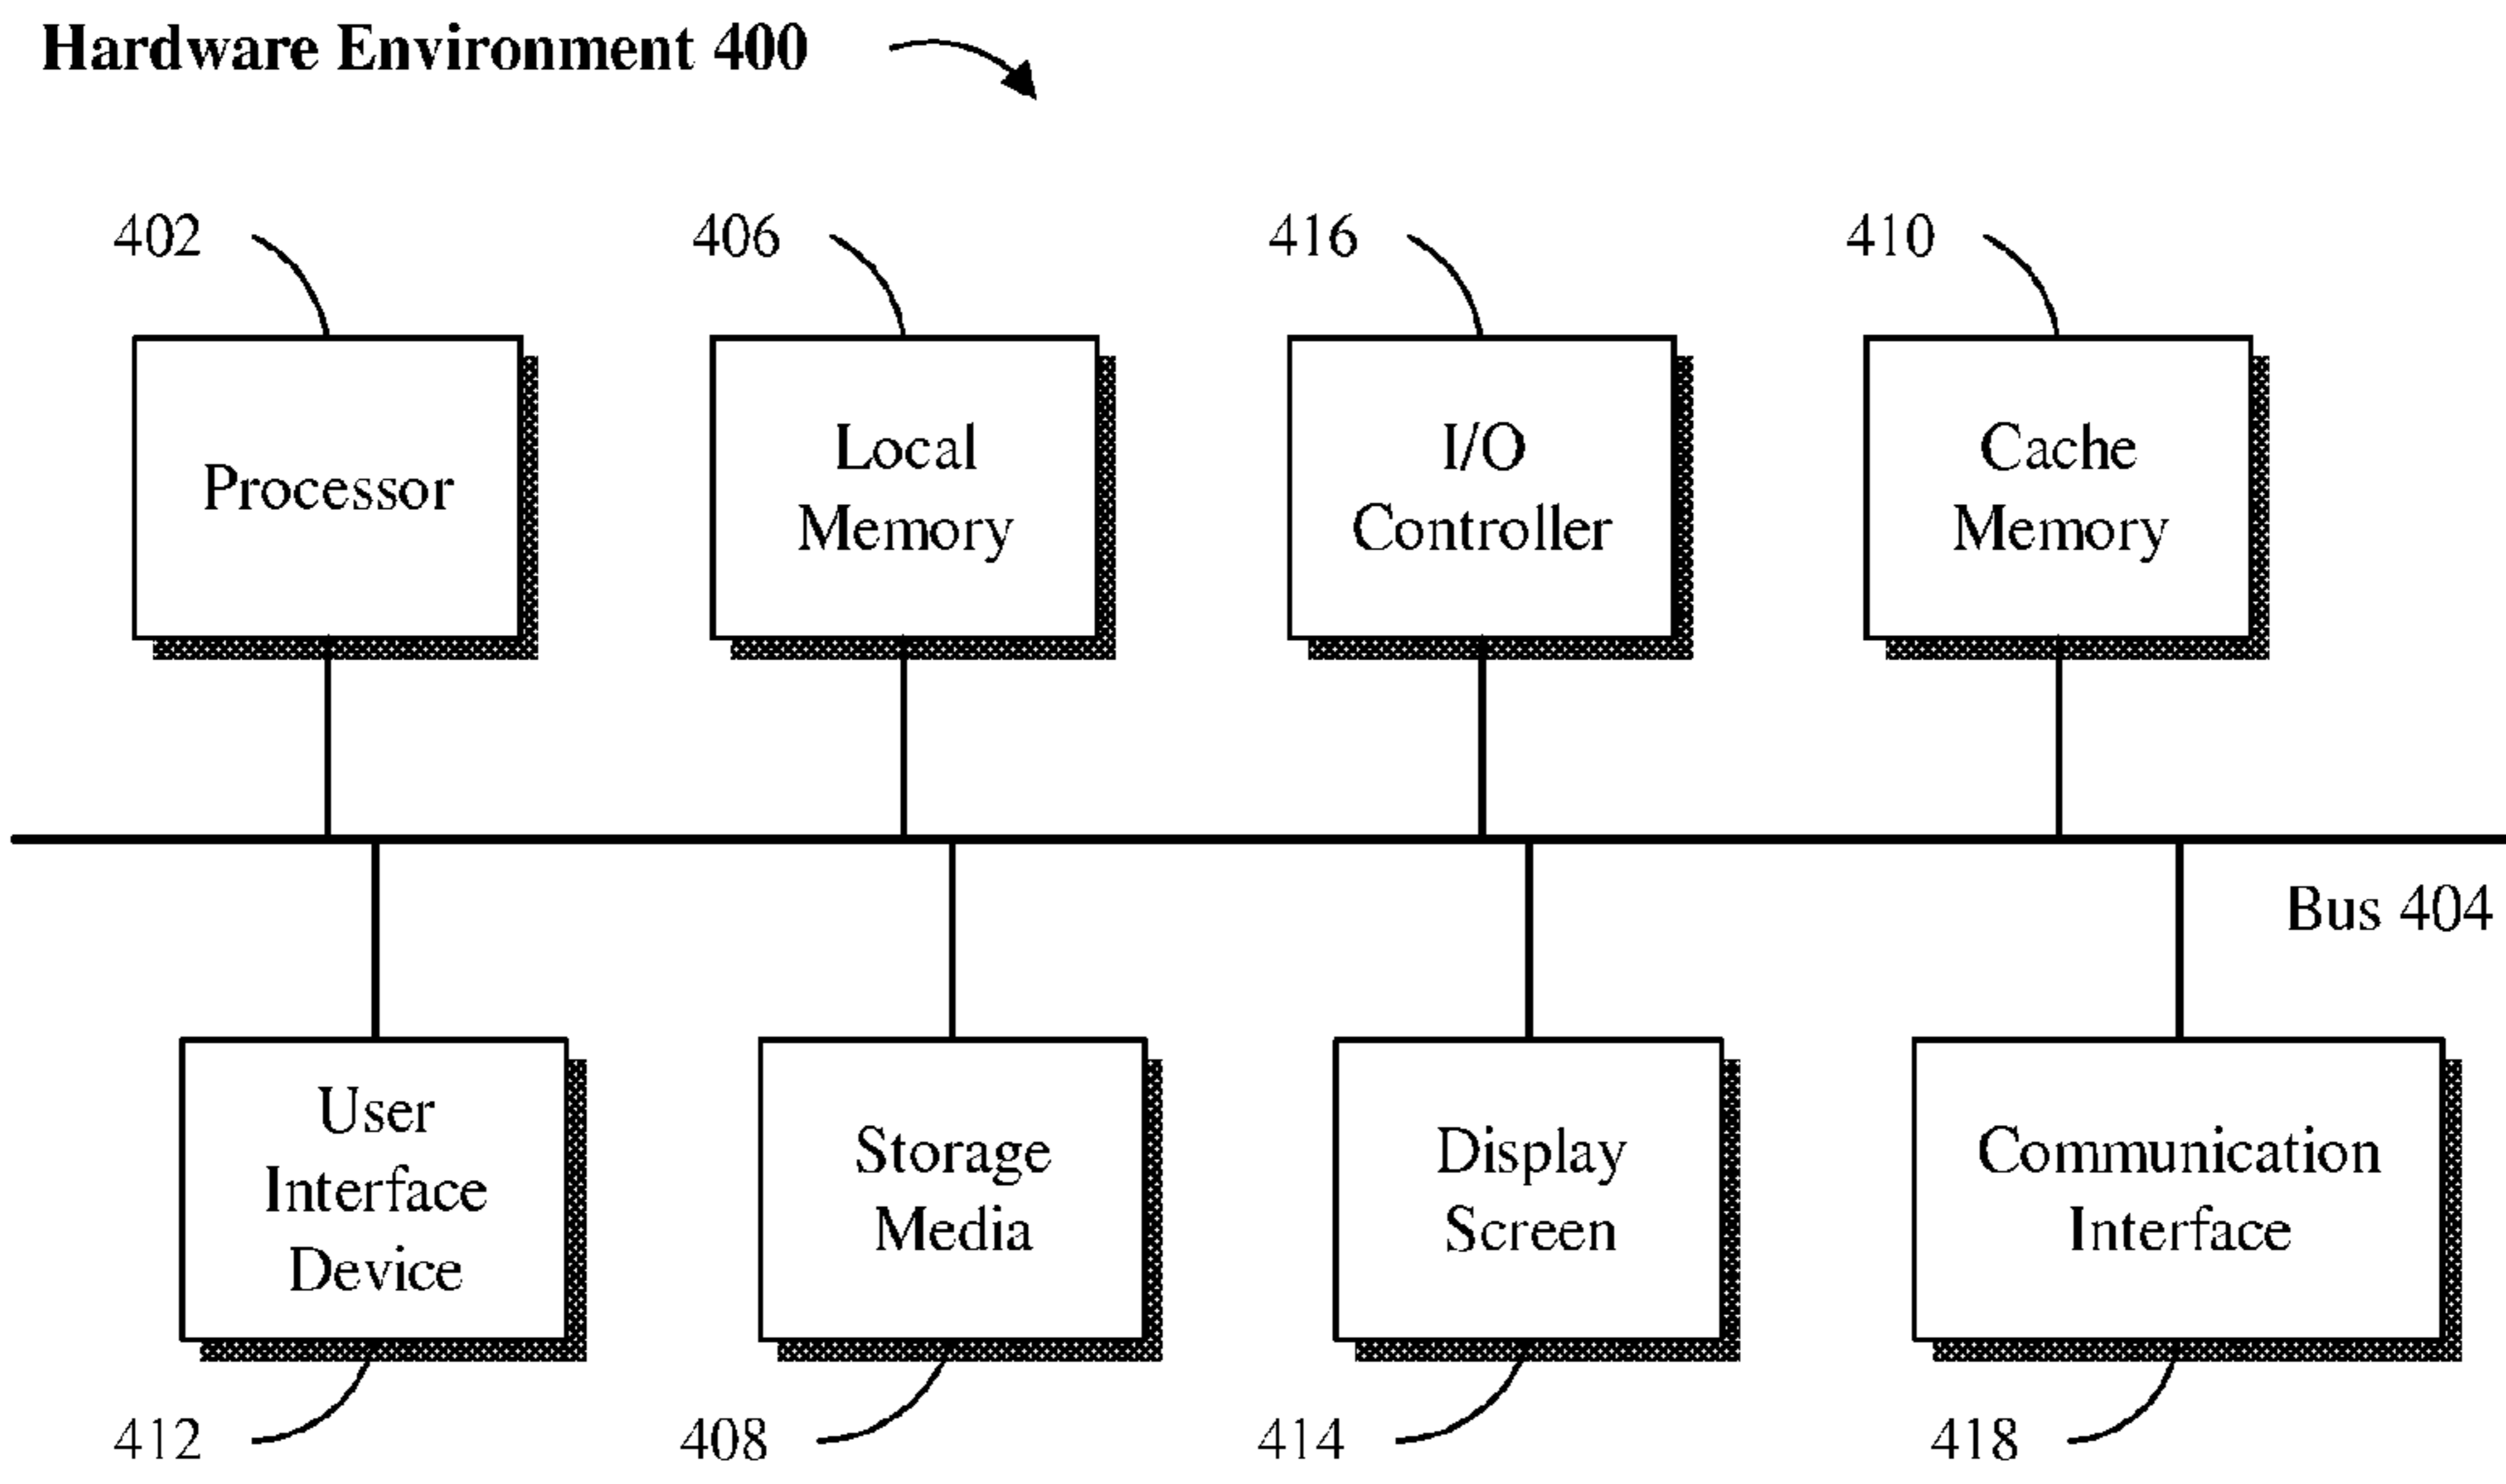 Hardware Environment 400
402
406
416
410
Processor
Local
Memory
I/O
Controller
Cache
Memory
Bus 404
User
Interface
Device
Storage
Media
Display
Screen
Communication
Interface
412
408
414
418